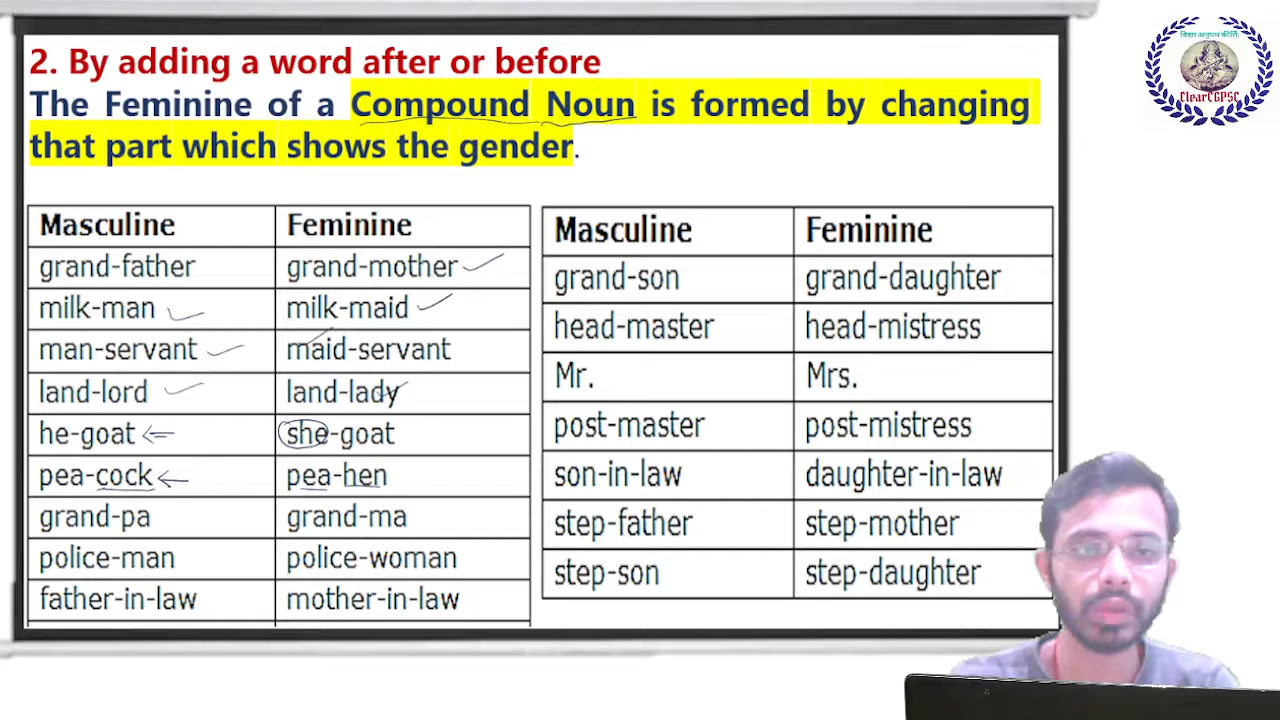 2. By adding a word after or before
The Feminine of a Compound Noun is formed by changing
that part which shows the gender.
Masculine Feminine
grand-father grand-mother
milk-man milk-maid
man-servant maid-servant
land-lord land-lady
he-goat she-goat
pea-cock pea-hen
grand-pa grand-ma
police-man police-woman
father-in-law mother-in-law
Masculine Feminine
grand-son grand-daughter
head-master head-mistress
Mr. Mrs.
post-master post-mistress
son-in-law daughter-in-law
step-father step-mother
step-son step-daughter
विद्या अनुपम कीर्तिः
ClearCGPSC